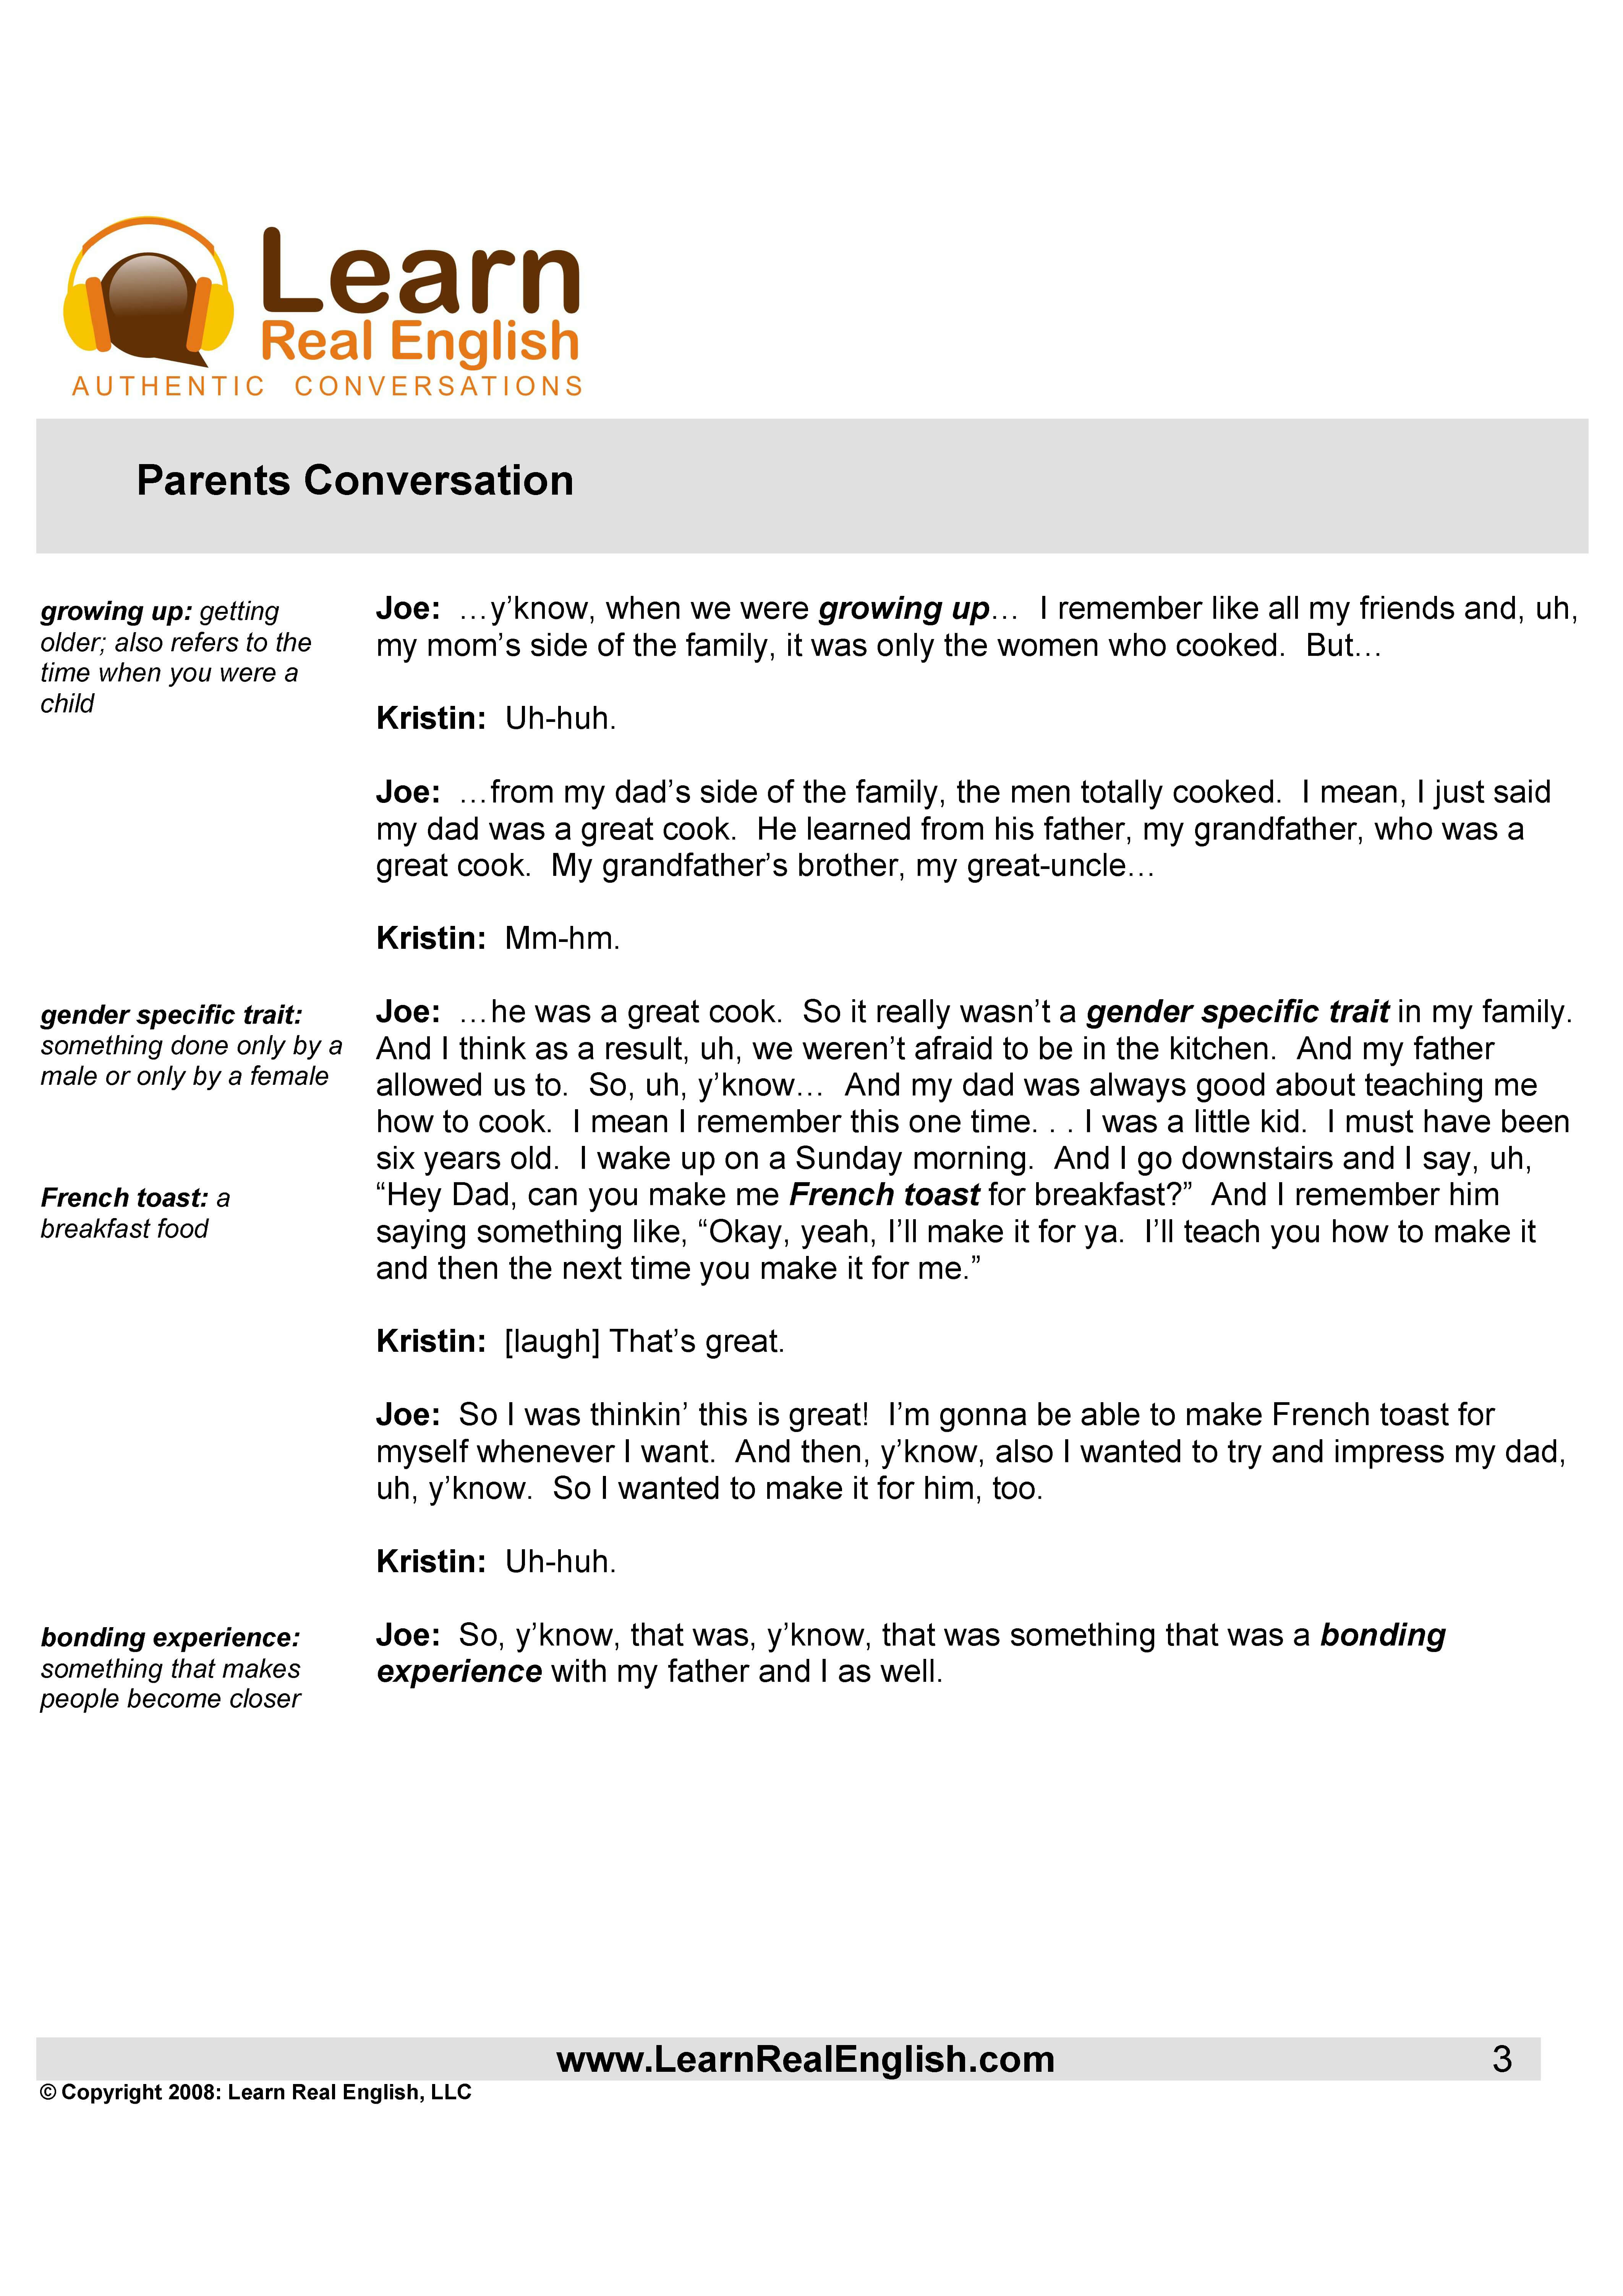 Learn
Real English
AUTHENTIC CONVERSATIONS
Parents Conversation
growing up: getting
older; also refers to the
time when you were a
child
Joe: …y’know, when we were growing up… I remember like all my friends and, uh,
my mom’s side of the family, it was only the women who cooked. But…
Kristin: Uh-huh.
Joe: …from my dad’s side of the family, the men totally cooked. I mean, I just said
my dad was a great cook. He learned from his father, my grandfather, who was a
great cook. My grandfather’s brother, my great-uncle…
Kristin: Mm-hm.
gender specific trait:
something done only by a
male or only by a female
Joe: …he was a great cook. So it really wasn’t a gender specific trait in my family.
And I think as a result, uh, we weren’t afraid to be in the kitchen. And my father
allowed us to. So, uh, y’know… And my dad was always good about teaching me
how to cook. I mean I remember this one time. . . I was a little kid. I must have been
six years old. I wake up on a Sunday morning. And I go downstairs and I say, uh,
“Hey Dad, can you make me French toast for breakfast?” And I remember him
saying something like, “Okay, yeah, I’ll make it for ya. I’ll teach you how to make it
and then the next time you make it for me.”
French toast: a
breakfast food
Kristin: [laugh] That’s great.
Joe: So I was thinkin’ this is great! I’m gonna be able to make French toast for
myself whenever I want. And then, y’know, also I wanted to try and impress my dad,
uh, y’know. So I wanted to make it for him, too.
Kristin: Uh-huh.
bonding experience:
something that makes
people become closer
Joe: So, y’know, that was, y’know, that was something that was a bonding
experience with my father and I as well.
www.LearnRealEnglish.com 3
© Copyright 2008: Learn Real English, LLC